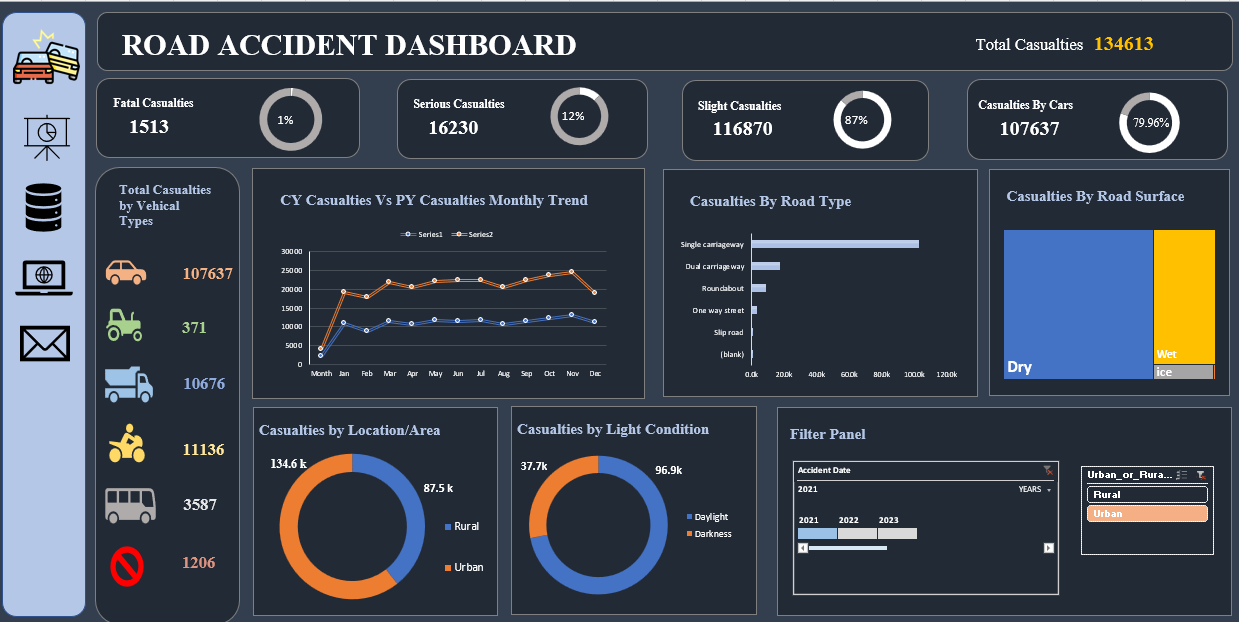 ROAD ACCIDENT DASHBOARD
Total Casualties 134613
Fatal Casualties
1513
1%
Serious Casualties
16230
12%
Slight Casualties
116870
87%
Casualties By Cars
107637
79.96%
Total Casualties
by Vehical
Types
107637
371
10676
11136
3587
1206
CY Casualties Vs PY Casualties Monthly Trend
Series1 Series2
30000
25000
20000
15000
10000
5000
0
Month Jan Feb Mar Apr May Jun Jul Aug Sep Oct Nov Dec
Casualties By Road Type
Single carriageway
Dual carriageway
Roundabout
One way street
Slip road
(blank)
0.0k 20.0k 40.0k 60.0k 80.0k 100.0k 120.0k
Casualties By Road Surface
Dry
Wet
ice
Casualties by Location/Area
134.6 k
87.5 k
Rural
Urban
Casualties by Light Condition
37.7k
96.9k
Daylight
Darkness
Filter Panel
Accident Date
2021 YEARS
2021 2022 2023
Urban_or_Rura...
Rural
Urban